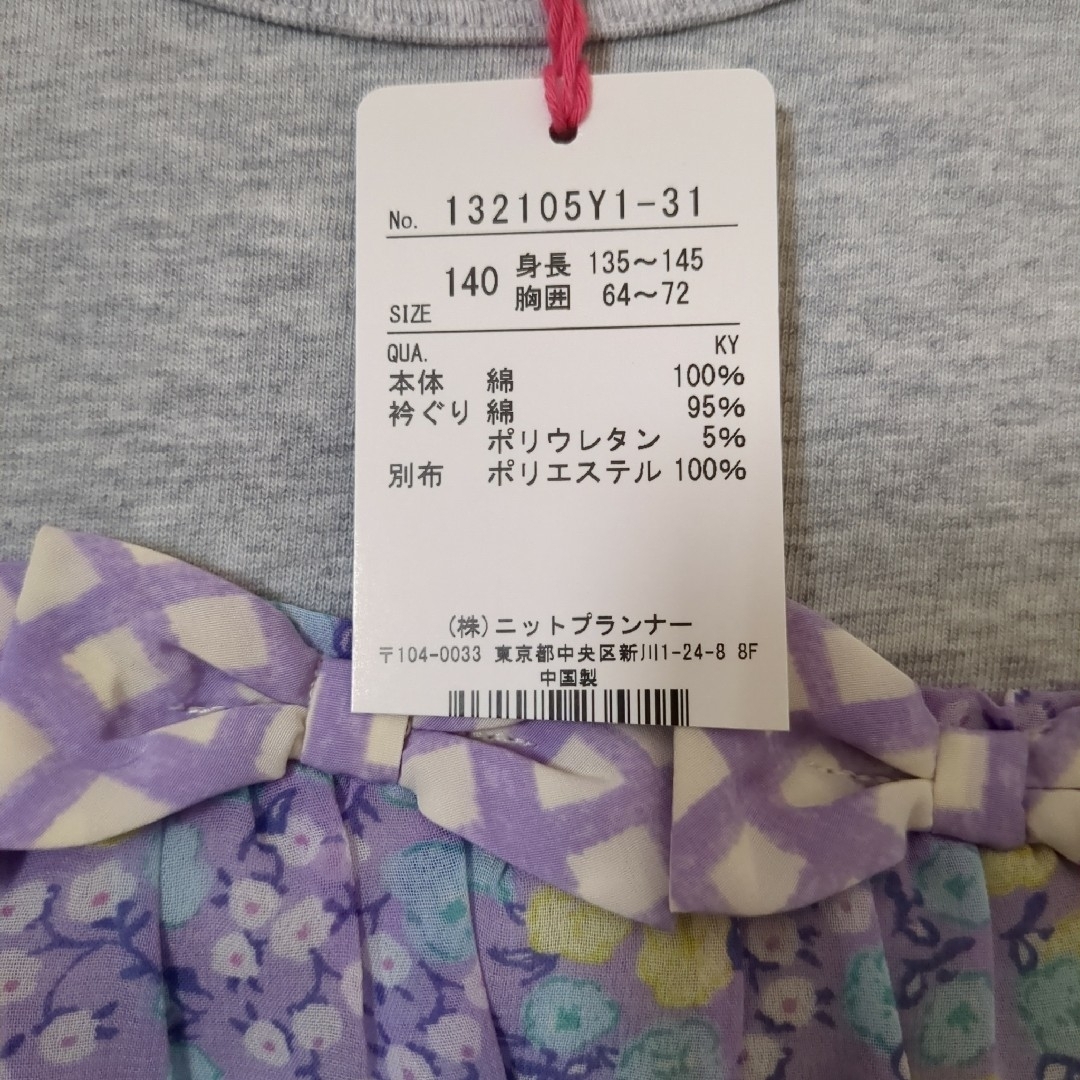 No. 132105Y1-31
SIZE 140 身長 135～145
胸囲 64～72
QUA. KY
本体 綿 100%
衿ぐり 綿 95%
ポリウレタン 5%
別布 ポリエステル 100%
(株)ニットプランナー
〒104-0033 東京都中央区新川1-24-8 8F
中国製